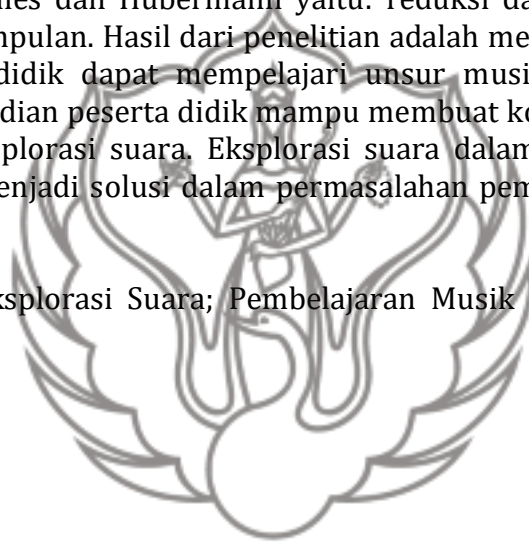 dan Hubermann yaitu: reduksi da
mpulan. Hasil dari penelitian adalah me
didik dapat mempelajari unsur musi
dian peserta didik mampu membuat ko
plorasi suara. Eksplorasi suara dalam
enjadi solusi dalam permasalahan pem
ksplorasi Suara; Pembelajaran Musik